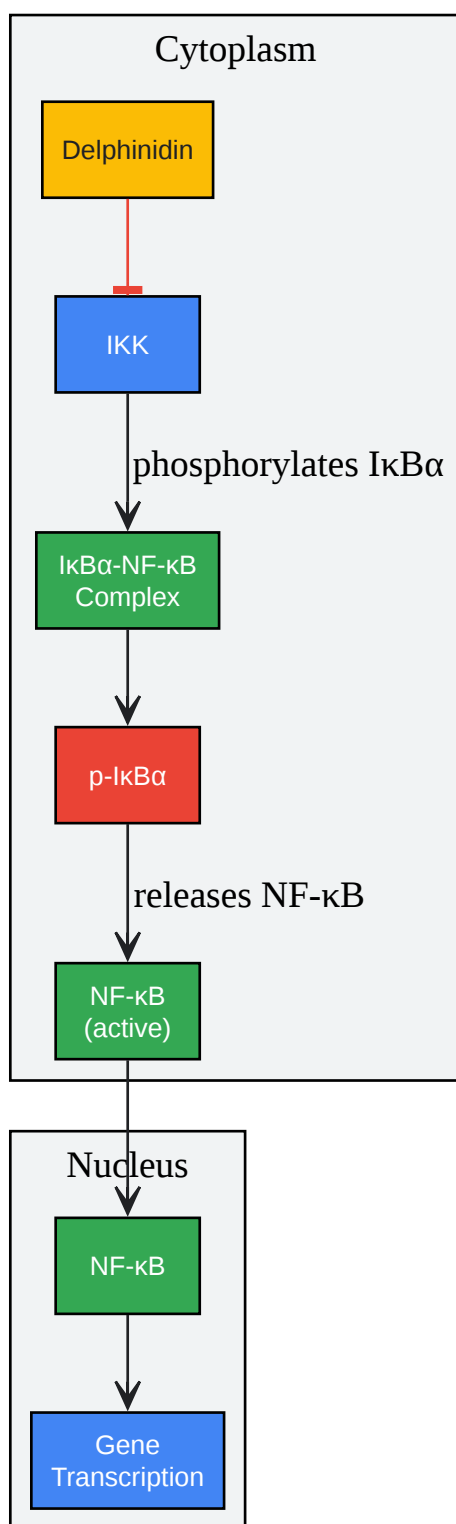 Cytoplasm
Delphinidin
IKK
phosphorylates IκBα
IκBα-NF-κB
Complex
p-IκBα
releases NF-κB
NF-κB
(active)
Nucleus
NF-κB
Gene
Transcription